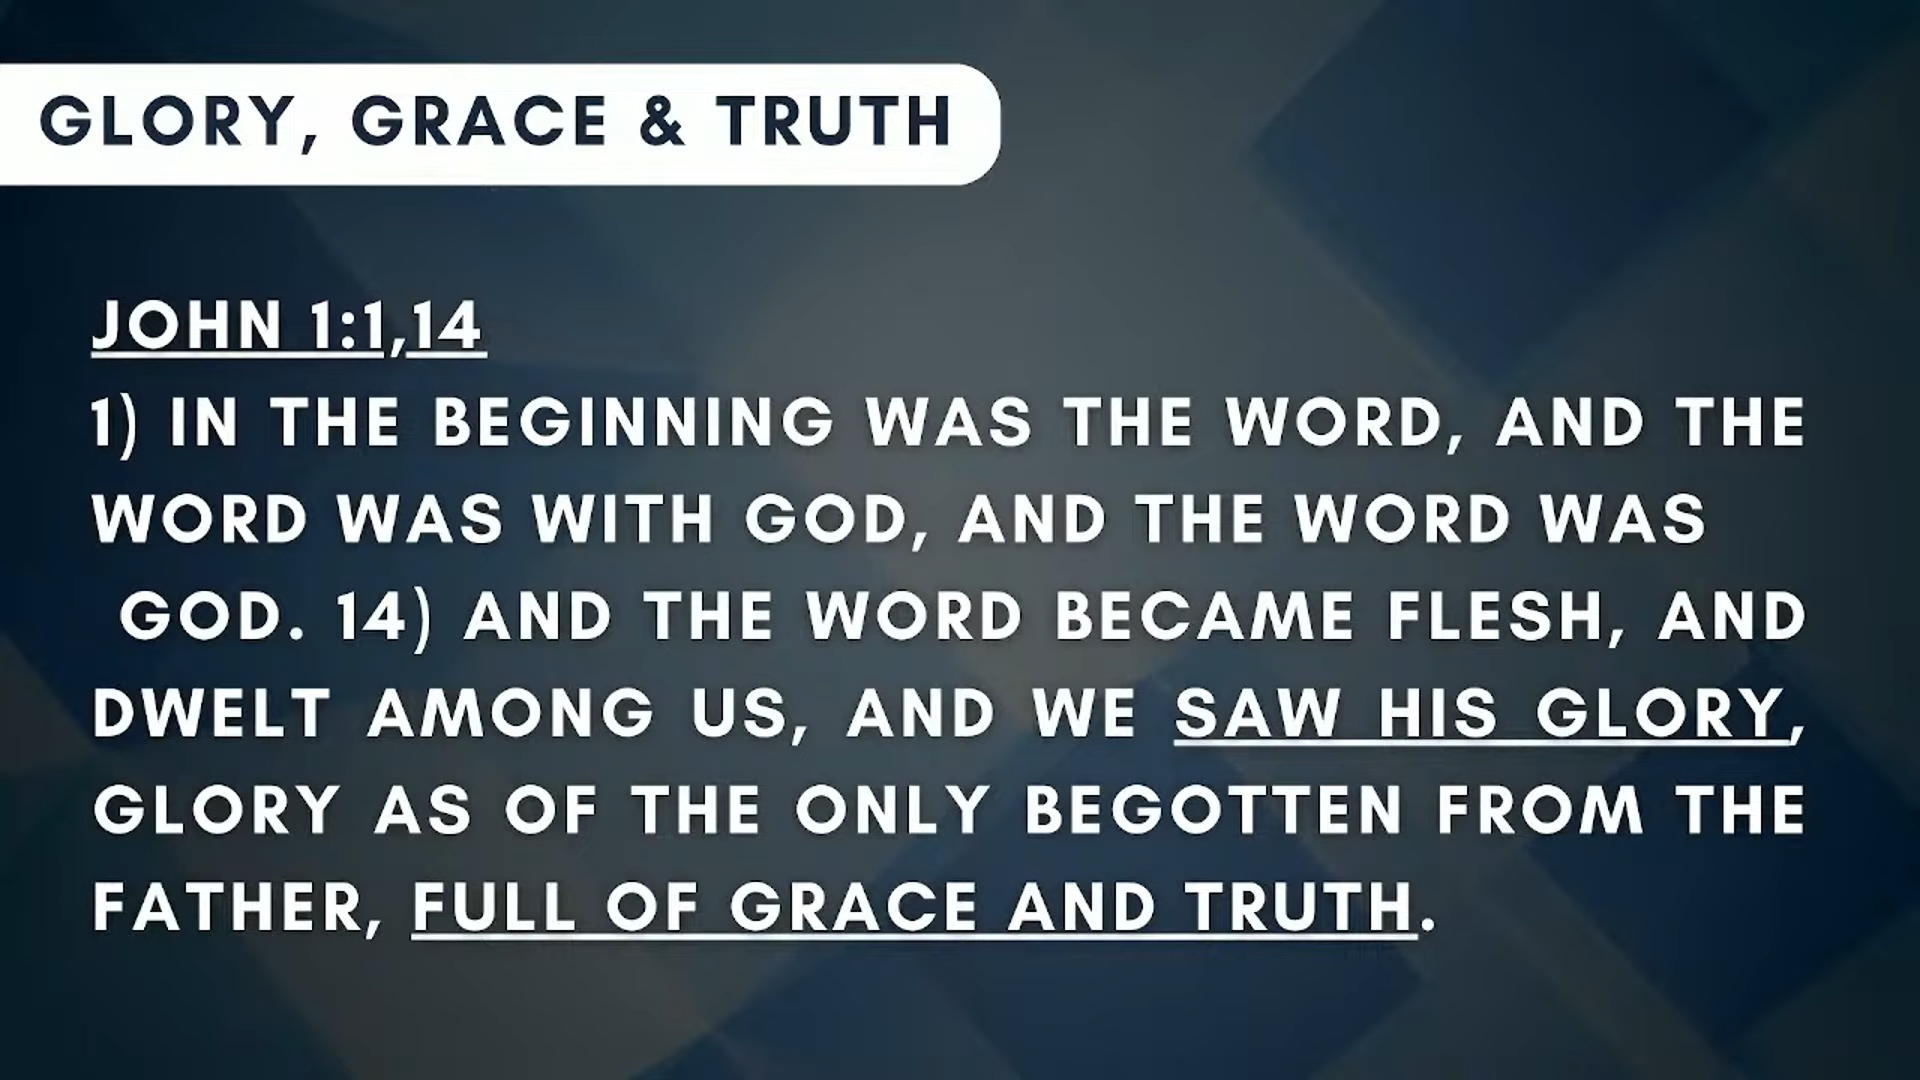 GLORY, GRACE & TRUTH
JOHN 1:1,14
1) IN THE BEGINNING WAS THE WORD, AND THE
WORD WAS WITH GOD, AND THE WORD WAS
GOD. 14) AND THE WORD BECAME FLESH, AND
DWELT AMONG US, AND WE SAW HIS GLORY,
GLORY AS OF THE ONLY BEGOTTEN FROM THE
FATHER, FULL OF GRACE AND TRUTH.